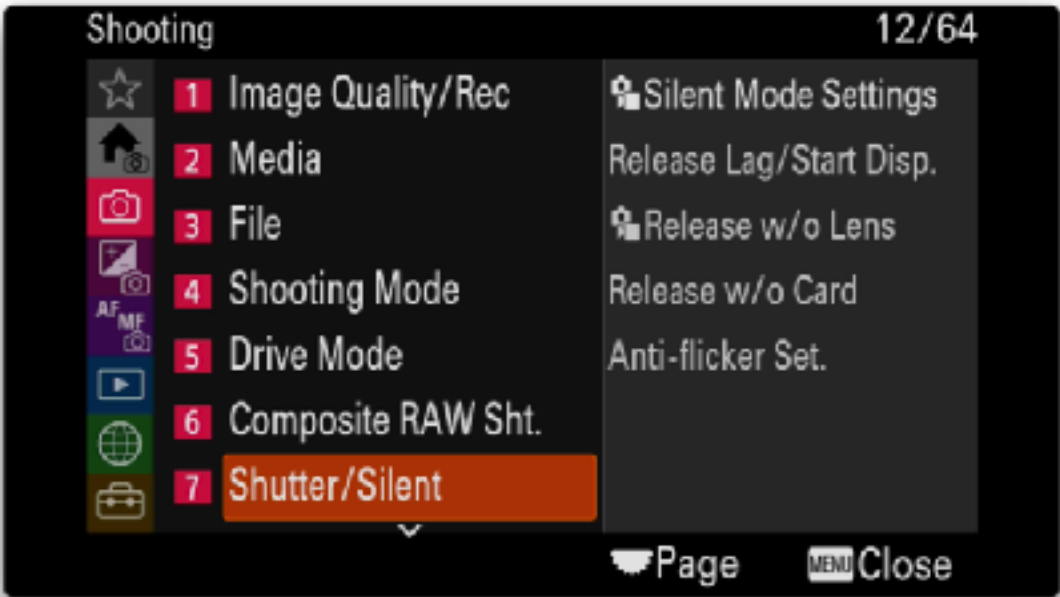 Shooting 12/64
1 Image Quality/Rec
2 Media
3 File
4 Shooting Mode
5 Drive Mode
6 Composite RAW Sht.
7 Shutter/Silent
AF MF
Silent Mode Settings
Release Lag/Start Disp.
Release w/o Lens
Release w/o Card
Anti-flicker Set.
Page MENU Close